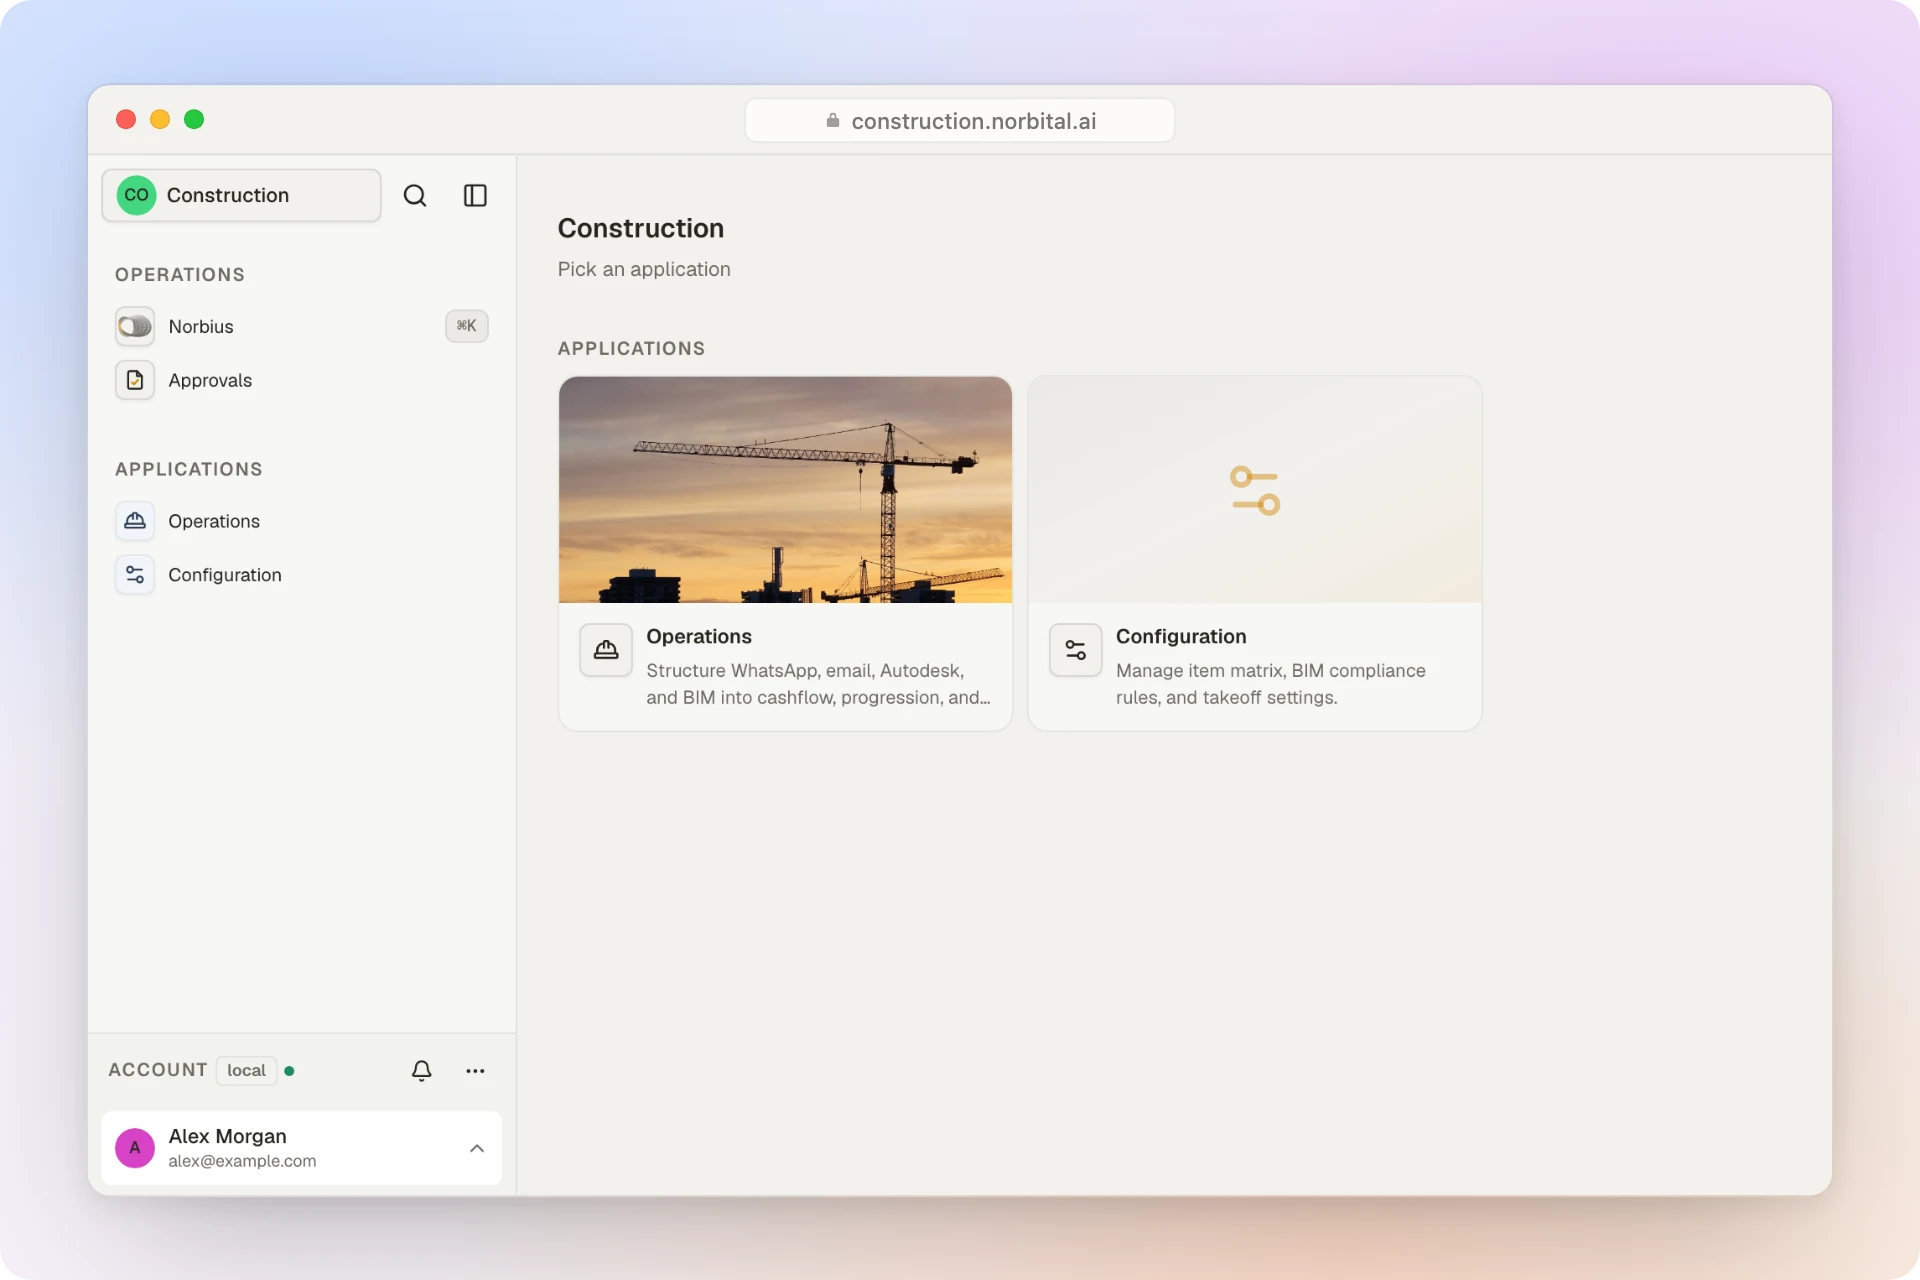 construction.norbital.ai
CO Construction
OPERATIONS
Norbius ⌘K
Approvals
APPLICATIONS
Operations
Configuration
ACCOUNT local
A
Alex Morgan
alex@example.com
Construction
Pick an application
APPLICATIONS
Operations
Structure WhatsApp, email, Autodesk,
and BIM into cashflow, progression, and...
Configuration
Manage item matrix, BIM compliance
rules, and takeoff settings.